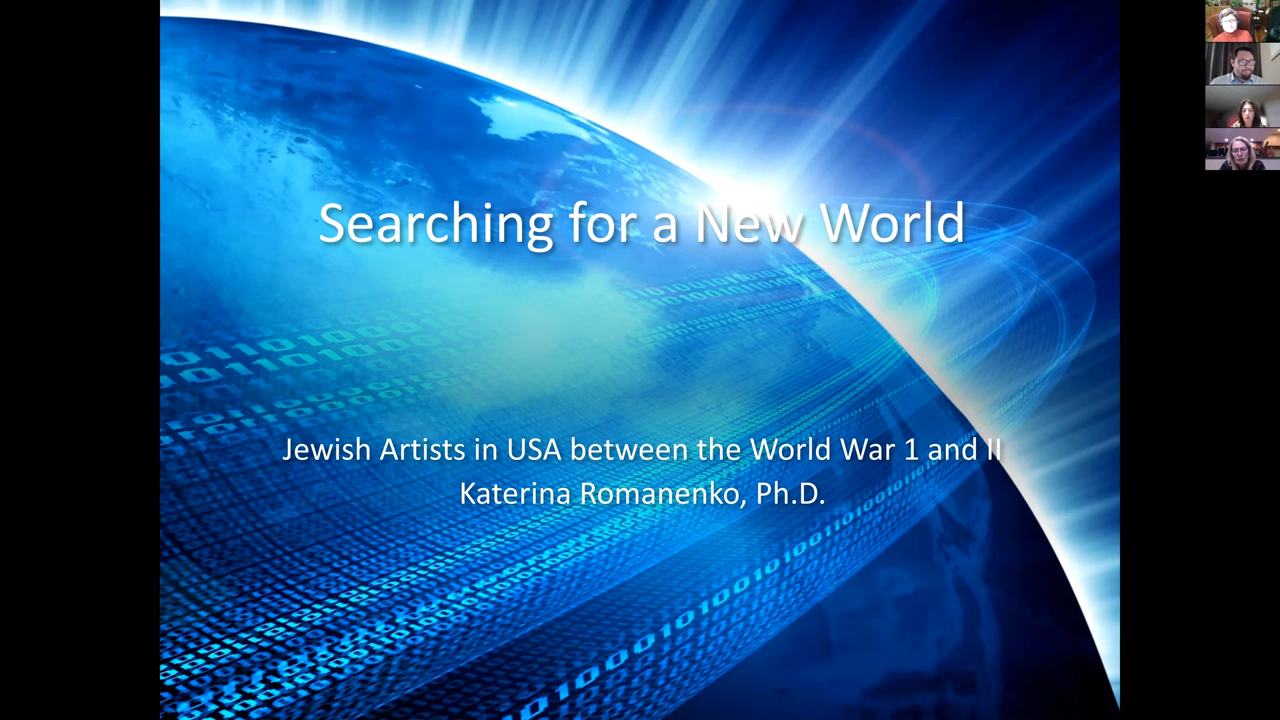 Searching for a New World
Jewish Artists in USA between the World War 1 and II
Katerina Romanenko, Ph.D.